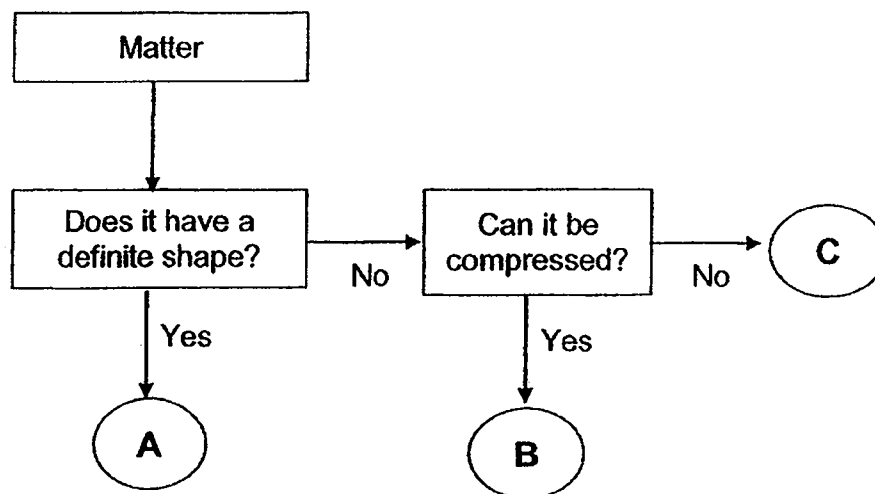 Matter
Does it have a
definite shape?
No
Can it be
compressed?
No
C
Yes
A
Yes
B